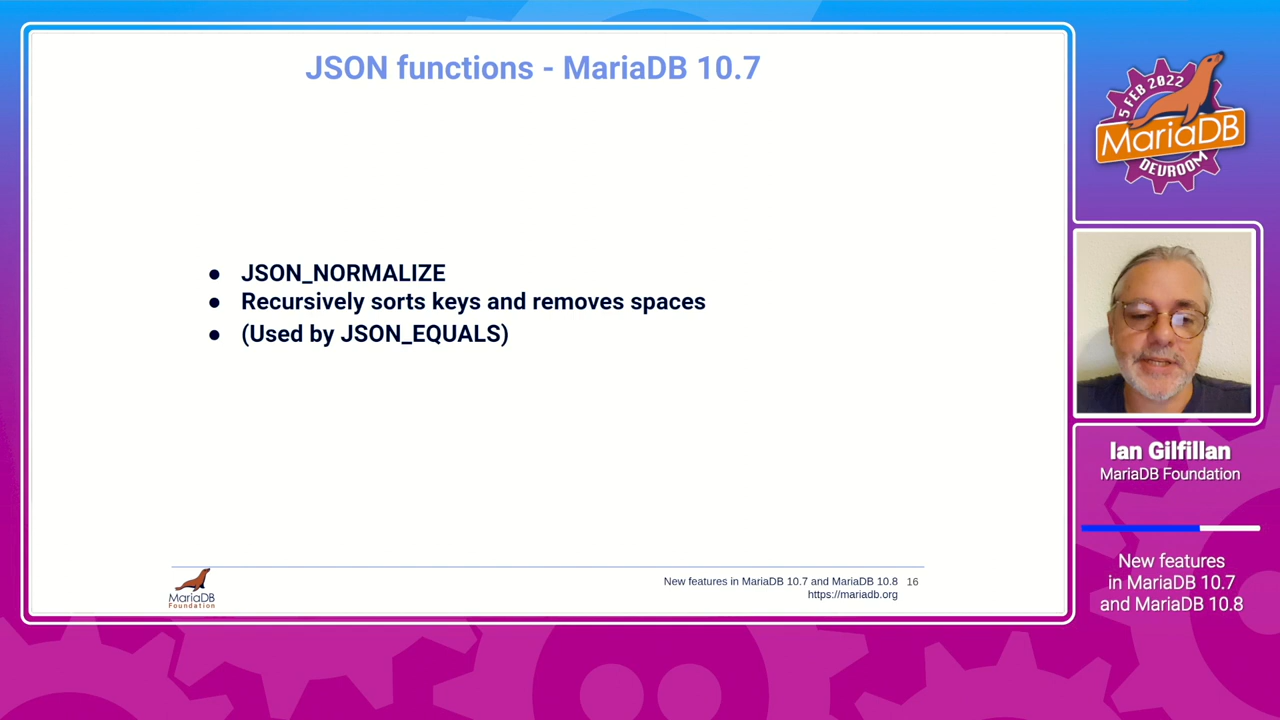 JSON functions - MariaDB 10.7
● JSON_NORMALIZE
● Recursively sorts keys and removes spaces
● (Used by JSON_EQUALS)
MariaDB
Foundation
New features in MariaDB 10.7 and MariaDB 10.8 16
https://mariadb.org
5 FEB 2022
MariaDB
DEVROOM
Ian Gilfillan
MariaDB Foundation
New features
in MariaDB 10.7
and MariaDB 10.8